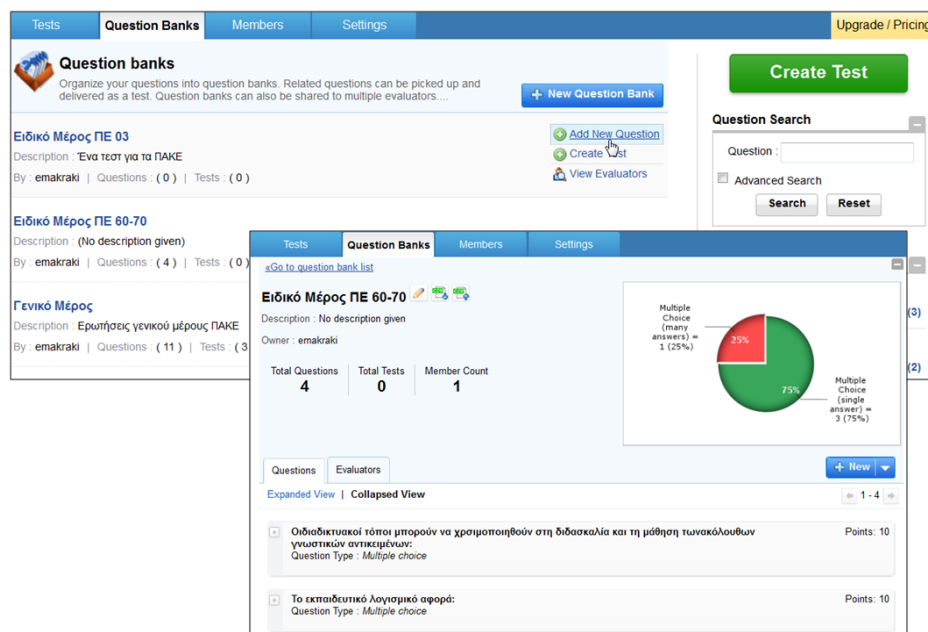 Tests
Question Banks
Members
Settings
Upgrade / Pricing
Question banks
Organize your questions into question banks. Related questions can be picked up and
delivered as a test. Question banks can also be shared to multiple evaluators....
New Question Bank
Create Test
Ειδικό Μέρος ΠΕ 03
Description : Ένα τεστ για τα ΠΑΚΕ
By : emakraki | Questions : ( 0 ) | Tests : ( 0 )
Add New Question
Create Test
View Evaluators
Question Search
Question :
Advanced Search
Search
Reset
Ειδικό Μέρος ΠΕ 60-70
Description : (No description given)
By : emakraki | Questions : ( 4 ) | Tests : ( 0 )
Γενικό Μέρος
Description : Ερωτήσεις γενικού μέρους ΠΑΚΕ
By : emakraki | Questions : ( 11 ) | Tests : ( 3
(3)
(2)
Tests
Question Banks
Members
Settings
«Go to question bank list
Ειδικό Μέρος ΠΕ 60-70
Description : No description given
Owner : emakraki
Total Questions
4
Total Tests
0
Member Count
1
Multiple
Choice
(many
answers) =
1 (25%)
25%
75%
Multiple
Choice
(single
answer) =
3 (75%)
Questions
Evaluators
New
Expanded View | Collapsed View
1 - 4
Οιδιαδικτυακοί τόποι μπορούν να χρσιμοποιηθούν στη διδασκαλία και τη μάθηση τωνακόλουθων
γνωστικών αντικειμένων:
Question Type : Multiple choice
Points: 10
Το εκπαιδευτικό λογισμικό αφορά:
Question Type : Multiple choice
Points: 10